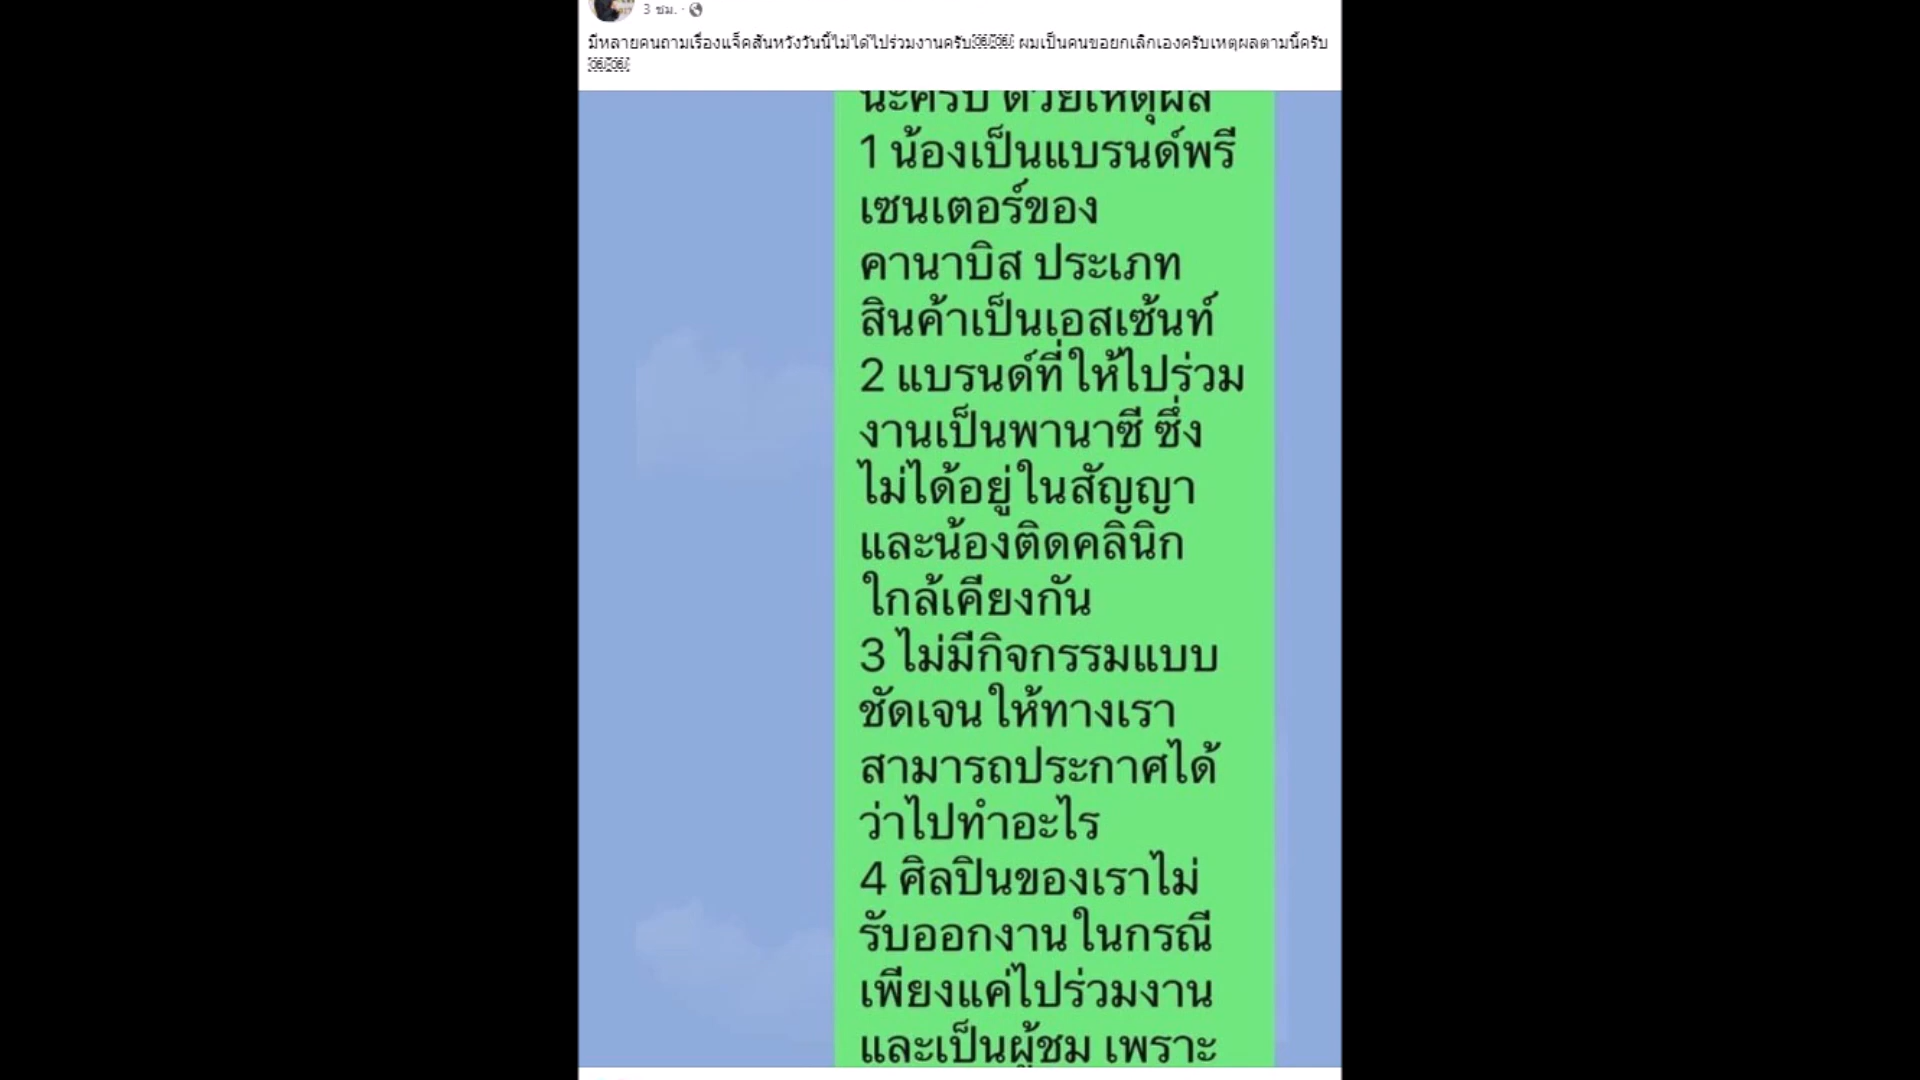 3 ชม.
มีหลายคนถามเรื่องแจ็คสันหวังวันนี้ไม่ได้ไปร่วมงานครับ ผมเป็นคนขอยกเลิกเองครับเหตุผลตามนี้ครับ
นะครับ ด้วยเหตุผล
1 น้องเป็นแบรนด์พรี
เซนเตอร์ของ
คานาบิส ประเภท
สินค้าเป็นเอสเซ้นท์
2 แบรนด์ที่ให้ไปร่วม
งานเป็นพานาซี ซึ่ง
ไม่ได้อยู่ในสัญญา
และน้องติดคลินิก
ใกล้เคียงกัน
3 ไม่มีกิจกรรมแบบ
ชัดเจนให้ทางเรา
สามารถประกาศได้
ว่าไปทำอะไร
4 ศิลปินของเราไม่
รับออกงานในกรณี
เพียงแค่ไปร่วมงาน
และเป็นผู้ชม เพราะ